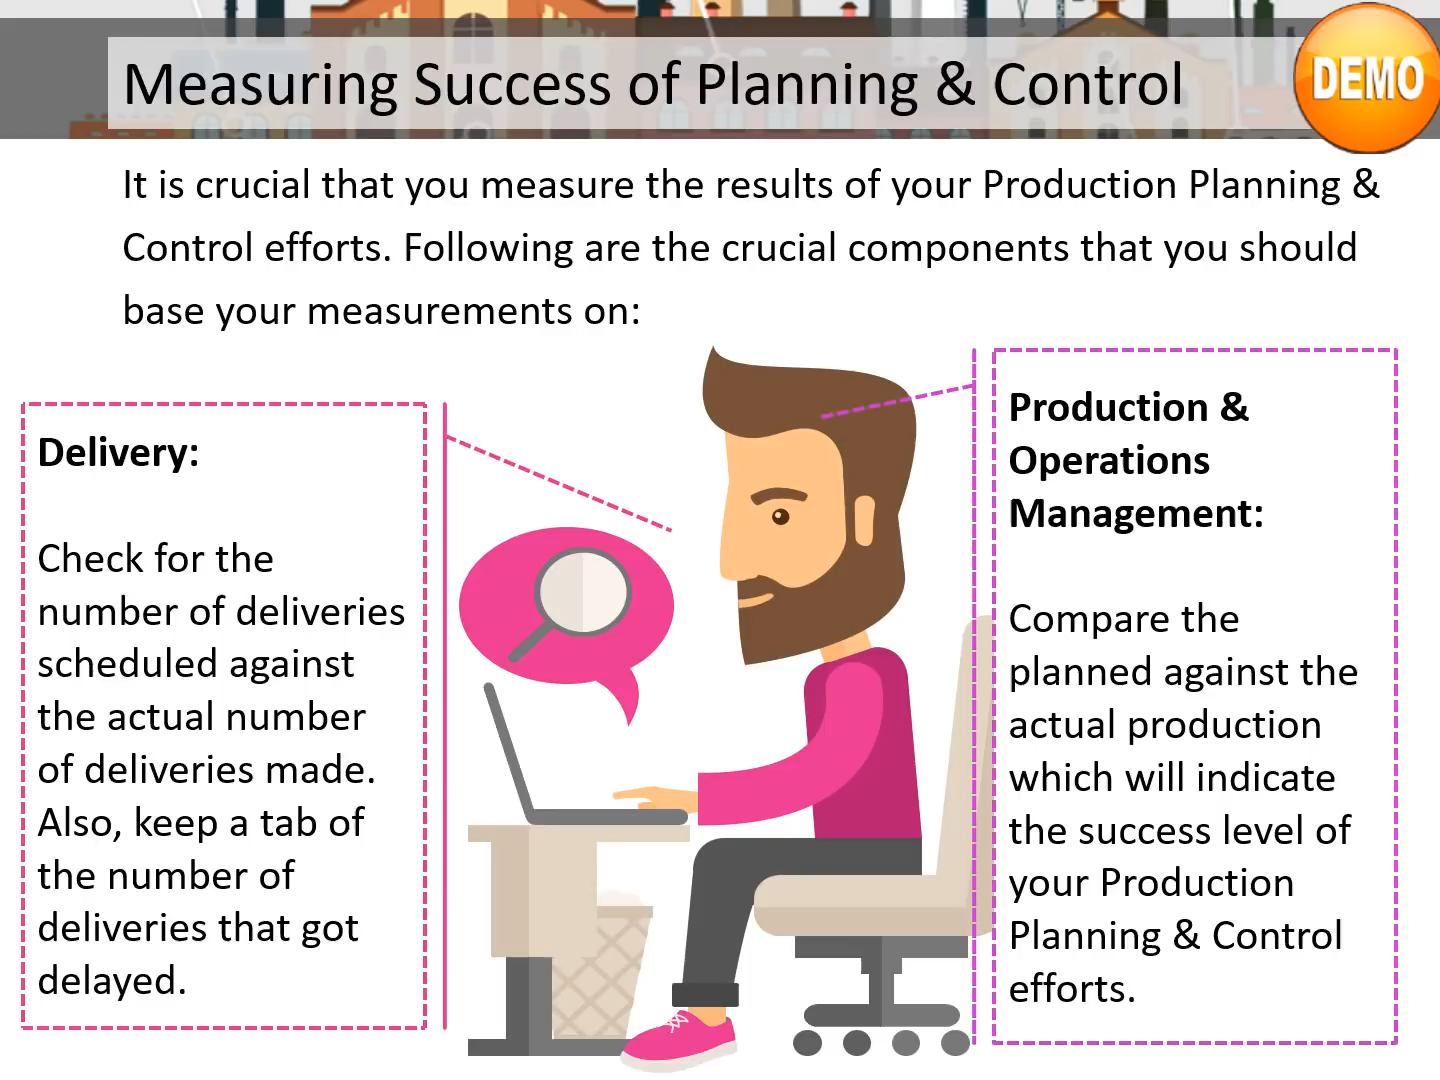 Measuring Success of Planning & Control
DEMO
It is crucial that you measure the results of your Production Planning &
Control efforts. Following are the crucial components that you should
base your measurements on:
Delivery:
Check for the
number of deliveries
scheduled against
the actual number
of deliveries made.
Also, keep a tab of
the number of
deliveries that got
delayed.
Production &
Operations
Management:
Compare the
planned against the
actual production
which will indicate
the success level of
your Production
Planning & Control
efforts.